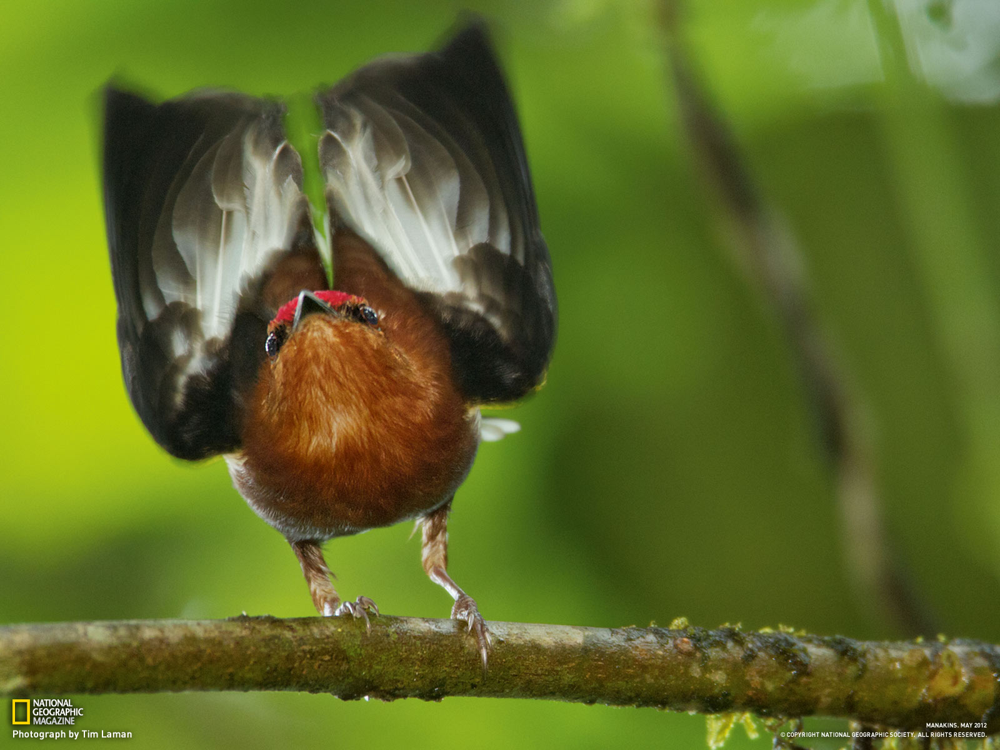 NATIONAL
GEOGRAPHIC
MAGAZINE
Photograph by Tim Laman
MANAKINS. MAY 2012
© COPYRIGHT NATIONAL GEOGRAPHIC SOCIETY. ALL RIGHTS RESERVED.